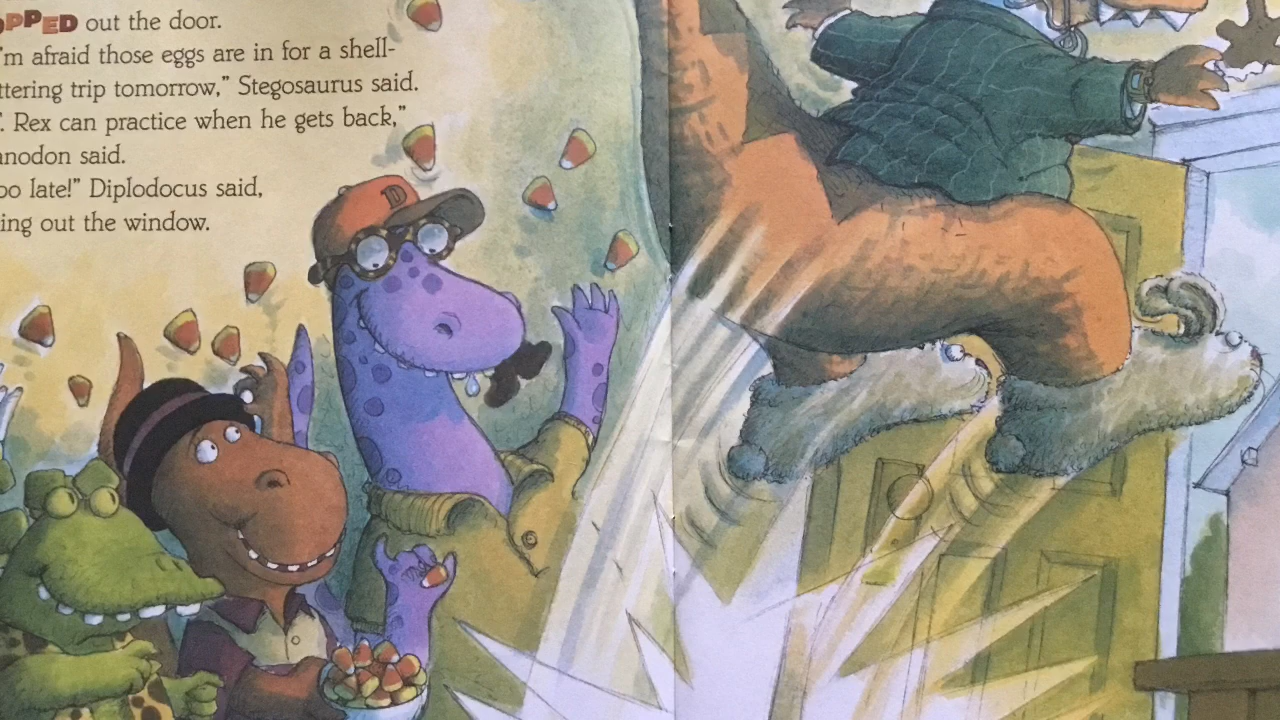 OPPED out the door.
'm afraid those eggs are in for a shell-
ttering trip tomorrow,” Stegosaurus said.
. Rex can practice when he gets back,”
anodon said.
oo late!” Diplodocus said,
ing out the window.
D